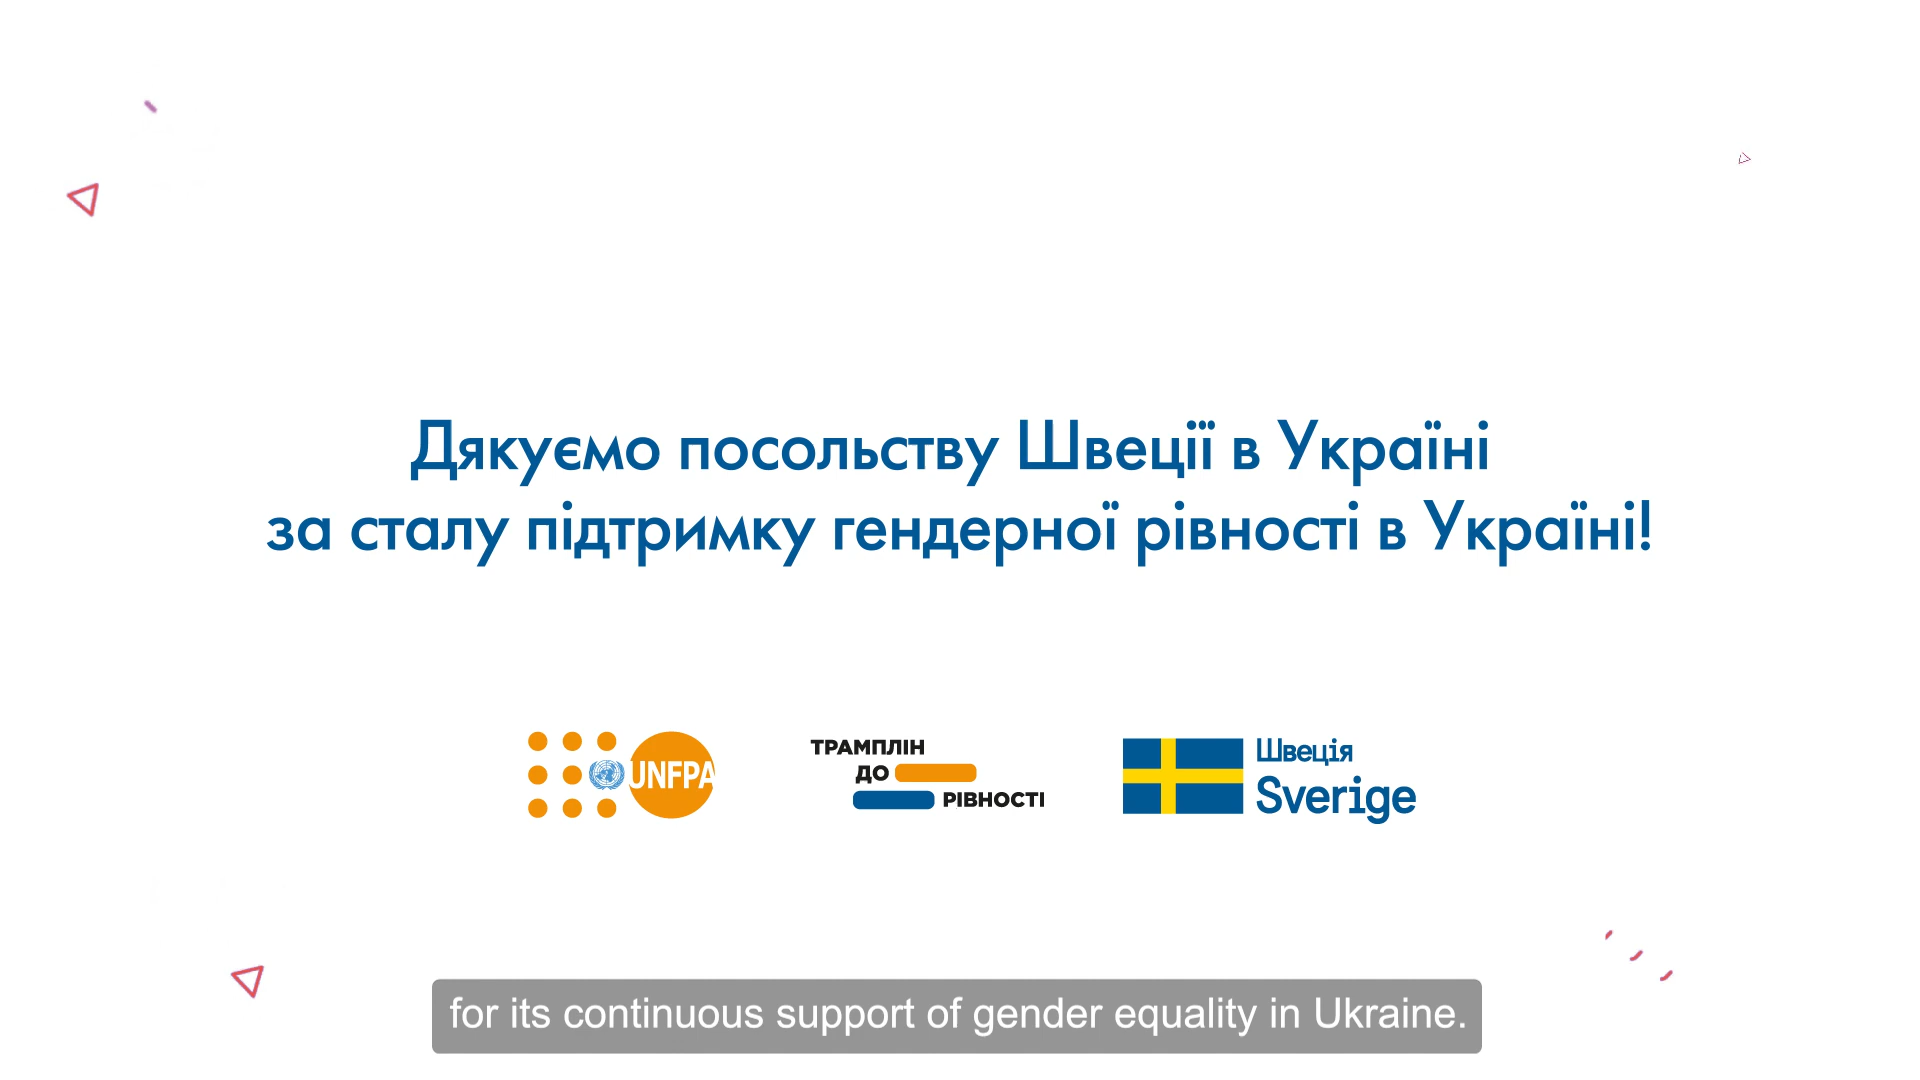 Дякуємо посольству Швеції в Україні
за сталу підтримку гендерної рівності в Україні!
UNFPA
ТРАМПЛІН
ДО
РІВНОСТІ
Швеція
Sverige
for its continuous support of gender equality in Ukraine.